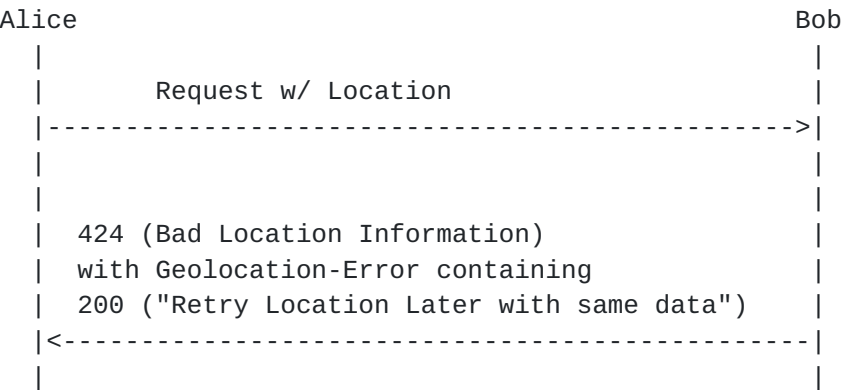 Alice Bob
Request w/ Location
424 (Bad Location Information)
with Geolocation-Error containing
200 ("Retry Location Later with same data")